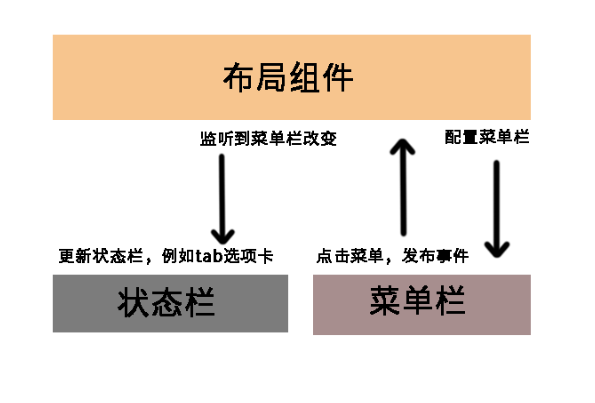 布局组件
监听到菜单栏改变
配置菜单栏
更新状态栏，例如tab选项卡
点击菜单，发布事件
状态栏
菜单栏